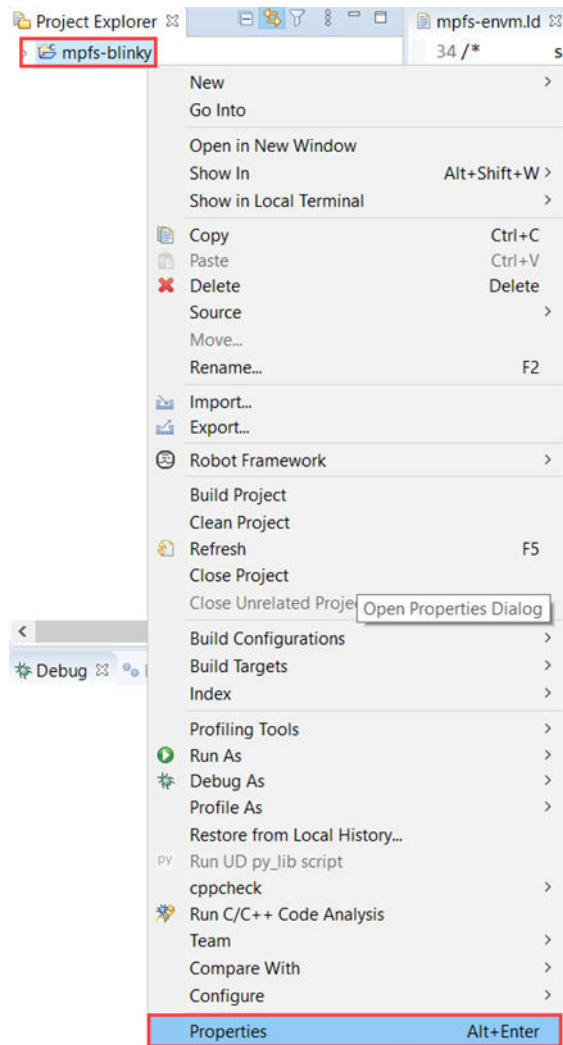 Project Explorer
mpfs-envm.ld
mpfs-blinky
34 /* s
New
Go Into
Open in New Window
Show In Alt+Shift+W
Show in Local Terminal
Copy Ctrl+C
Paste Ctrl+V
Delete Delete
Source
Move...
Rename... F2
Import...
Export...
Robot Framework
Build Project
Clean Project
Refresh F5
Close Project
Close Unrelated Proje
Open Properties Dialog
Build Configurations
Debug
Build Targets
Index
Profiling Tools
Run As
Debug As
Profile As
Restore from Local History...
PY Run UD py_lib script
cppcheck
Run C/C++ Code Analysis
Team
Compare With
Configure
Properties Alt+Enter